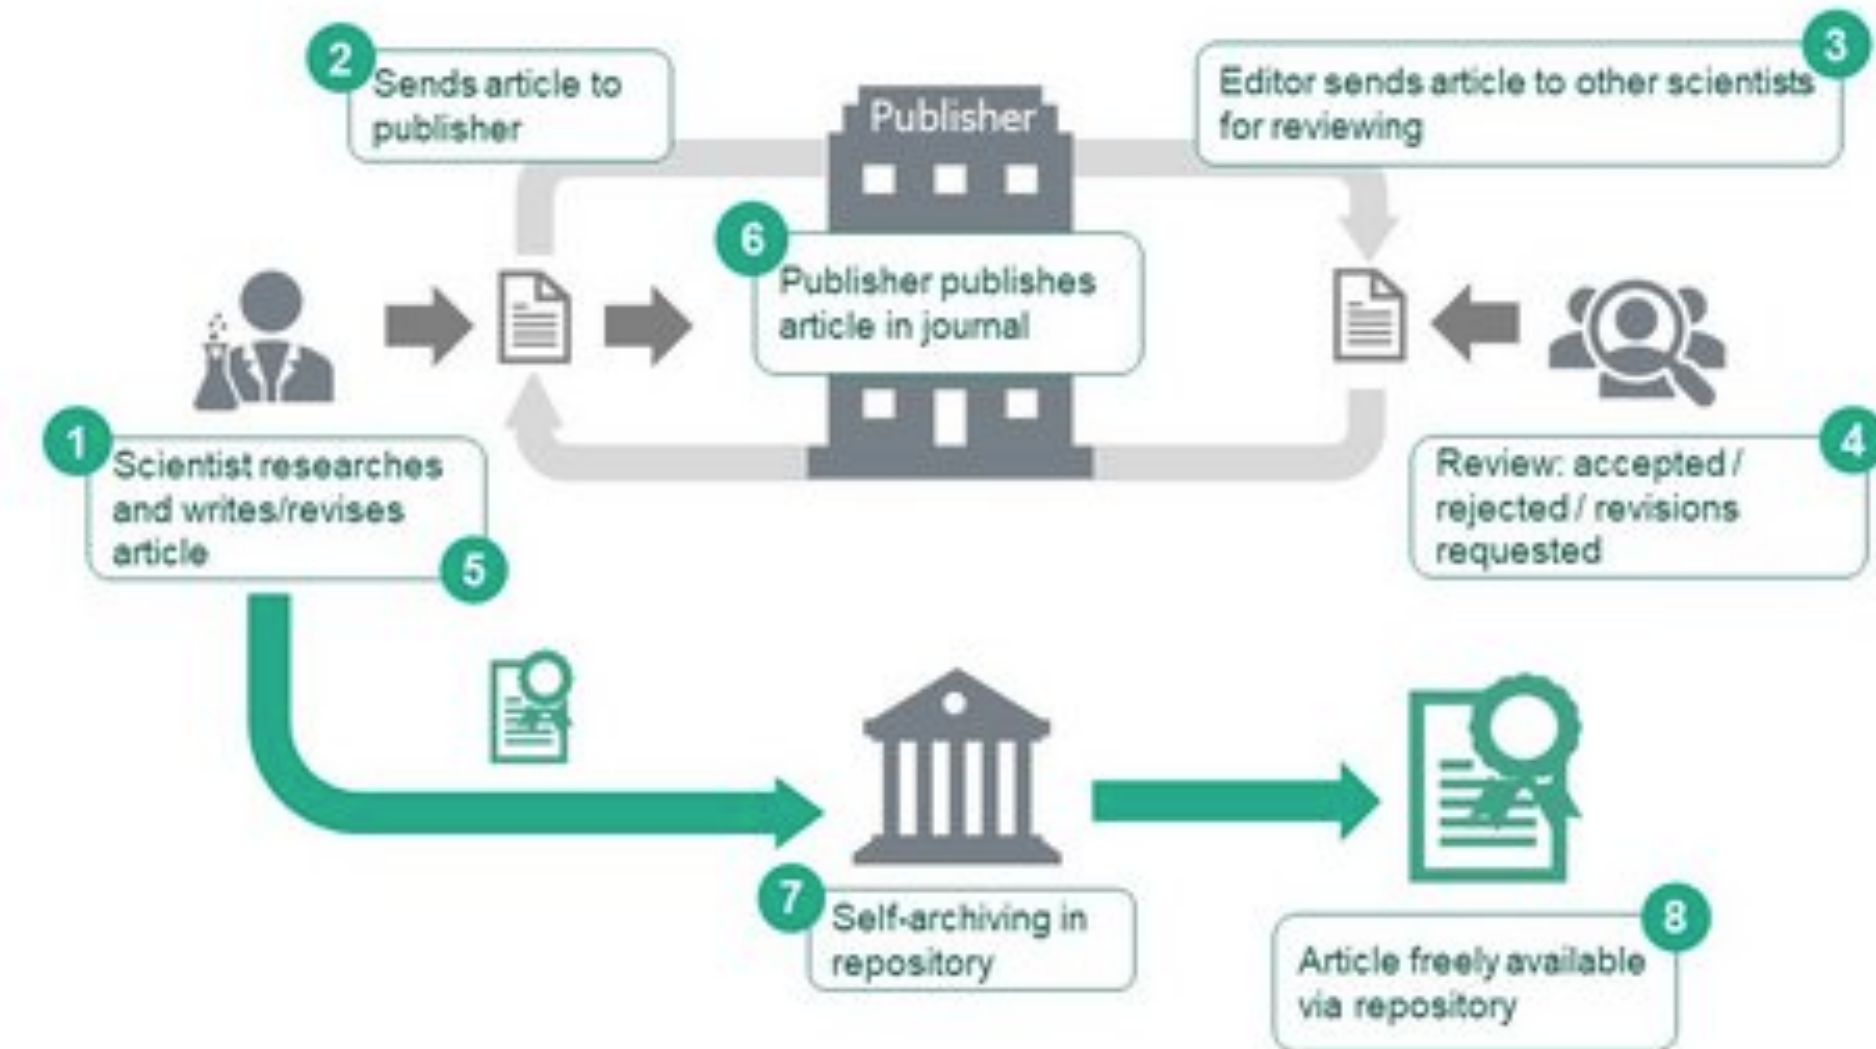 2
Sends article to
publisher
Publisher
3
Editor sends article to other scientists
for reviewing
6
Publisher publishes
article in journal
1
Scientist researches
and writes/revises
article
5
4
Review: accepted /
rejected / revisions
requested
7
Self-archiving in
repository
8
Article freely available
via repository